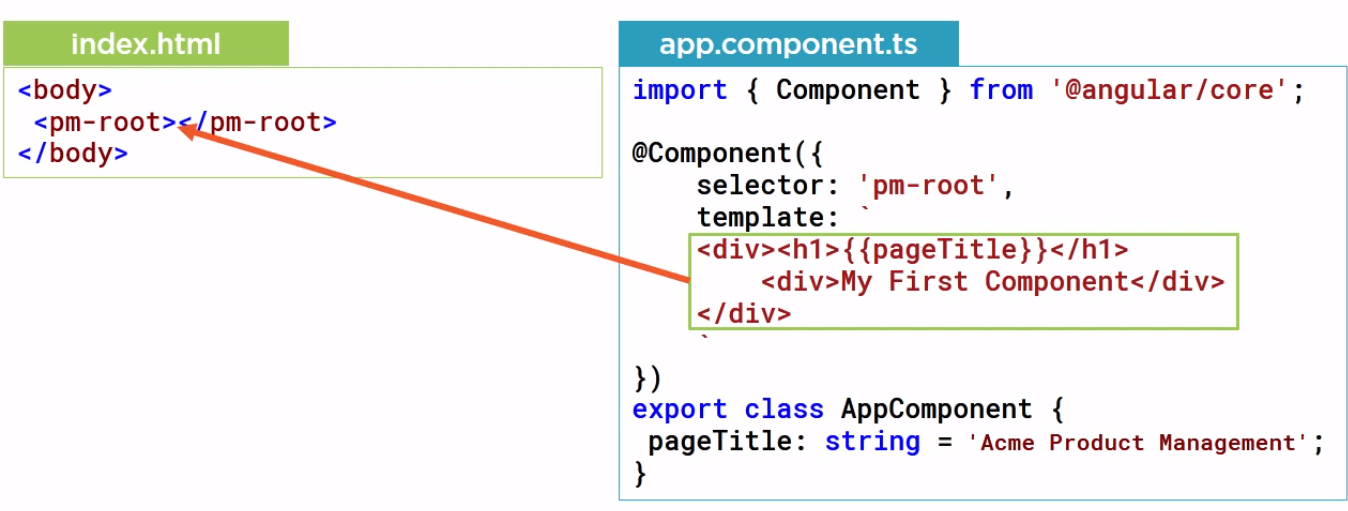 index.html
<body>
<pm-root></pm-root>
</body>
app.component.ts
import { Component } from '@angular/core';
@Component({
selector: 'pm-root',
template: `
<div><h1>{{pageTitle}}</h1>
<div>My First Component</div>
</div>
`
})
export class AppComponent {
pageTitle: string = 'Acme Product Management';
}